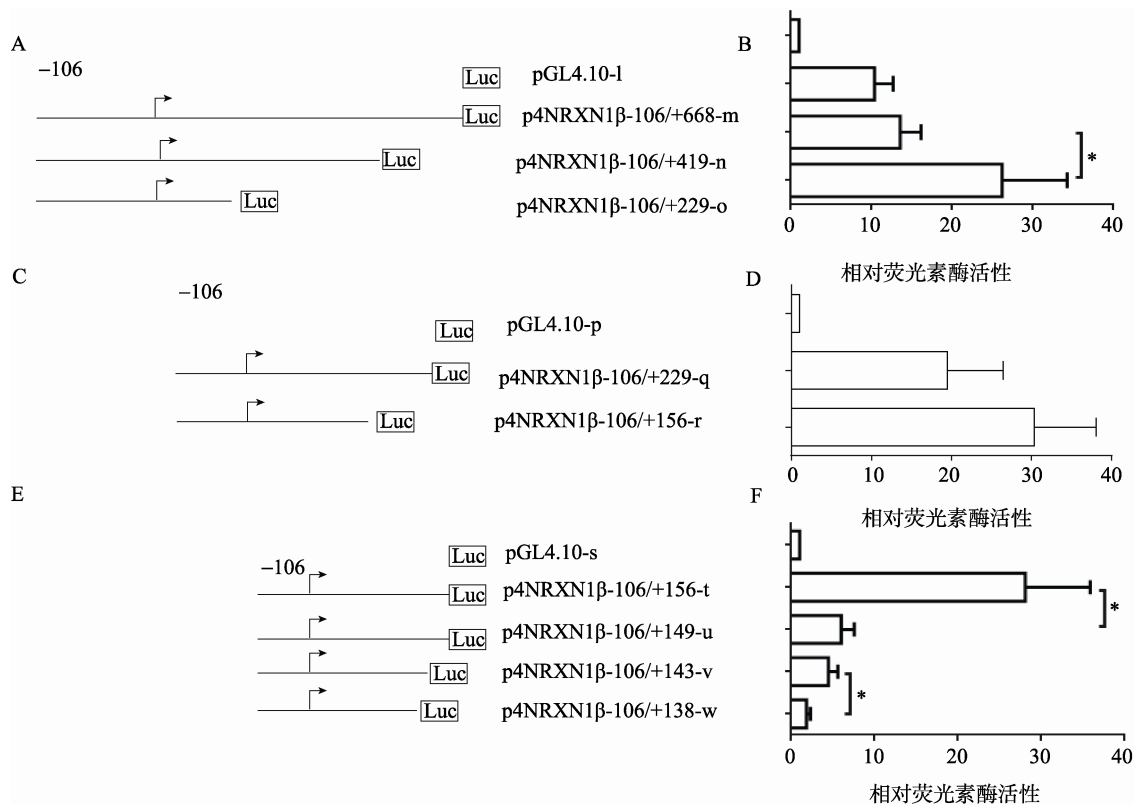 A
B
−106
Luc pGL4.10-l
Luc p4NRXN1β-106/+668-m
Luc p4NRXN1β-106/+419-n
Luc p4NRXN1β-106/+229-o
*
0 10 20 30 40
相对荧光素酶活性
C
D
−106
Luc pGL4.10-p
Luc p4NRXN1β-106/+229-q
Luc p4NRXN1β-106/+156-r
0 10 20 30 40
相对荧光素酶活性
E
F
Luc pGL4.10-s
−106
Luc p4NRXN1β-106/+156-t
Luc p4NRXN1β-106/+149-u
Luc p4NRXN1β-106/+143-v
Luc p4NRXN1β-106/+138-w
*
*
0 10 20 30 40
相对荧光素酶活性